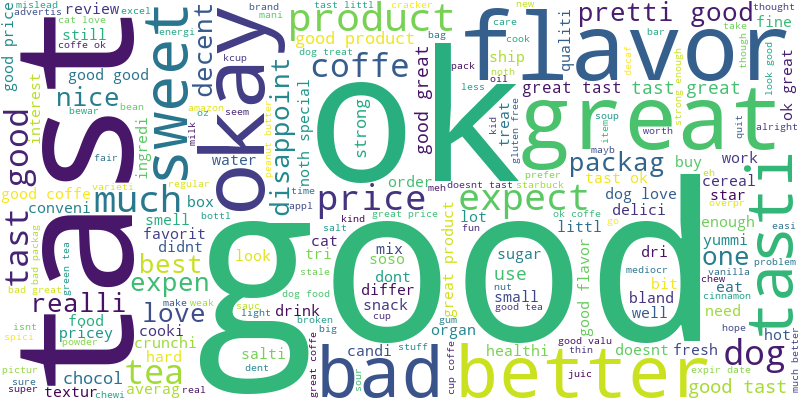 mislead
advertis
excel
cat love
review
brand
mani
tast littl
cracker
new
thought
good price
still
coffe ok
energi
product
bag
care
cook
pretti good
take
fine
look good
good good
sweet
decent
okay
good product
dog treat
coffe
ok
flavor
ship
qualiti
bar
decaf
strong enough
though
ok great
interest
nice
bewar
bean
kcup
amazon
oz
seem
disappoint
noth special
strong
pack
oil
less
noth
great tast
tast great
soup
item
worth
quit
alright
tast
tast good
fair
ingredi
milk
peanut butter
water
good great
kid
treat
gluten free
great
mayb
packag
buy
work
good coffe
varieti
regular
appl
time
price
order
meh
doesnt tast
prefer
starbuck
tast ok
eh
cereal
star
dog love
conveni
much
box
bottl
kind
great price
expect
ok coffe
go
delici
overpr
easi
tasti
smell
favorit
didnt
salt
cat
soso
mix
lot
fun
littl
enough
yummi
one
problem
isnt
bad great
bad packag
green tea
best
expen
look
tri
stale
dont
differ
great product
sugar
use
nut
small
good tea
good flavor
dri
mediocr
bland
bit
well
vanilla
chew
eat
cinnamon
need
hope
hot
spici
realli
food
pricey
powder
make
weak
love
sauc
light
drink
dog food
broken
big
snack
cup
gum
organ
good
good valu
thin
doesnt
fresh
dog
much better
pictur
sure
super
chocol
textur
chewi
cooki
crunchi
hard
tea
averag
real
salti
dent
great coffe
candi
sour
stuff
bad
cup coffe
healthi
better
juic
expir date
good tast